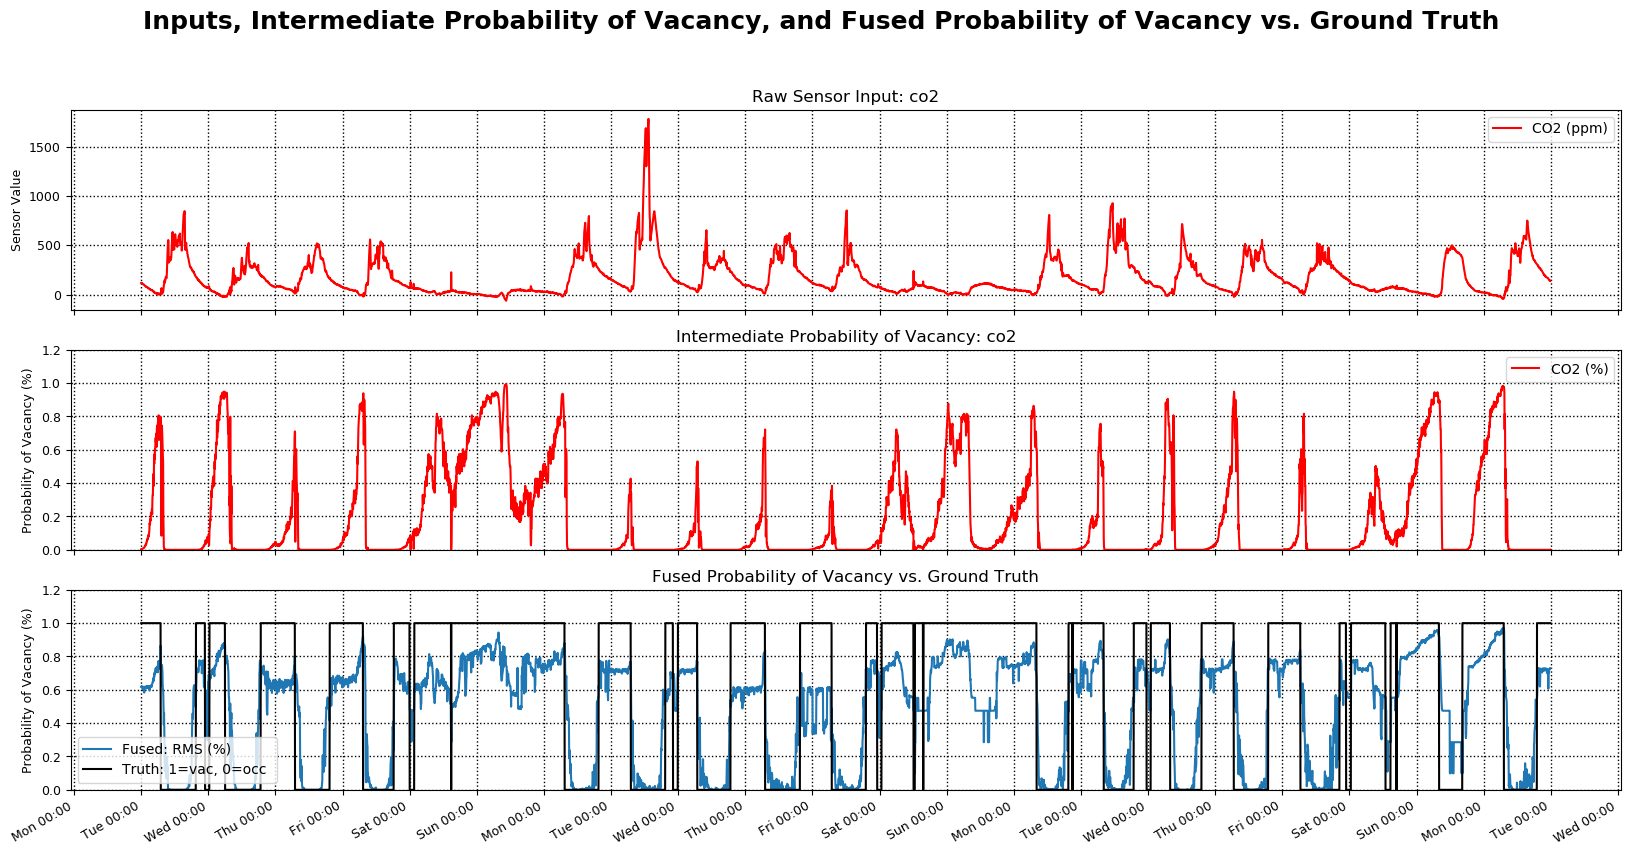 Inputs, Intermediate Probability of Vacancy, and Fused Probability of Vacancy vs. Ground Truth
Raw Sensor Input: co2
Sensor Value
1500
1000
500
0
CO2 (ppm)
Intermediate Probability of Vacancy: co2
Probability of Vacancy (%)
1.2
1.0
0.8
0.6
0.4
0.2
0.0
CO2 (%)
Fused Probability of Vacancy vs. Ground Truth
Probability of Vacancy (%)
1.2
1.0
0.8
0.6
0.4
0.2
0.0
Fused: RMS (%)
Truth: 1=vac, 0=occ
Mon 00:00
Tue 00:00
Wed 00:00
Thu 00:00
Fri 00:00
Sat 00:00
Sun 00:00
Mon 00:00
Tue 00:00
Wed 00:00
Thu 00:00
Fri 00:00
Sat 00:00
Sun 00:00
Mon 00:00
Tue 00:00
Wed 00:00
Thu 00:00
Fri 00:00
Sat 00:00
Sun 00:00
Mon 00:00
Tue 00:00
Wed 00:00